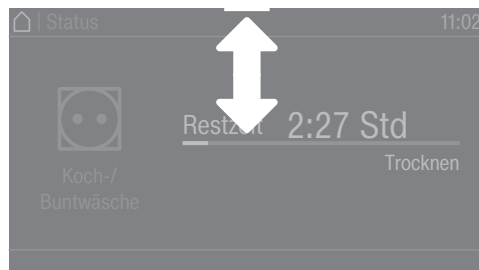 | Status 11:02
Restzeit 2:27 Std
Trocknen
Koch-/
Buntwäsche